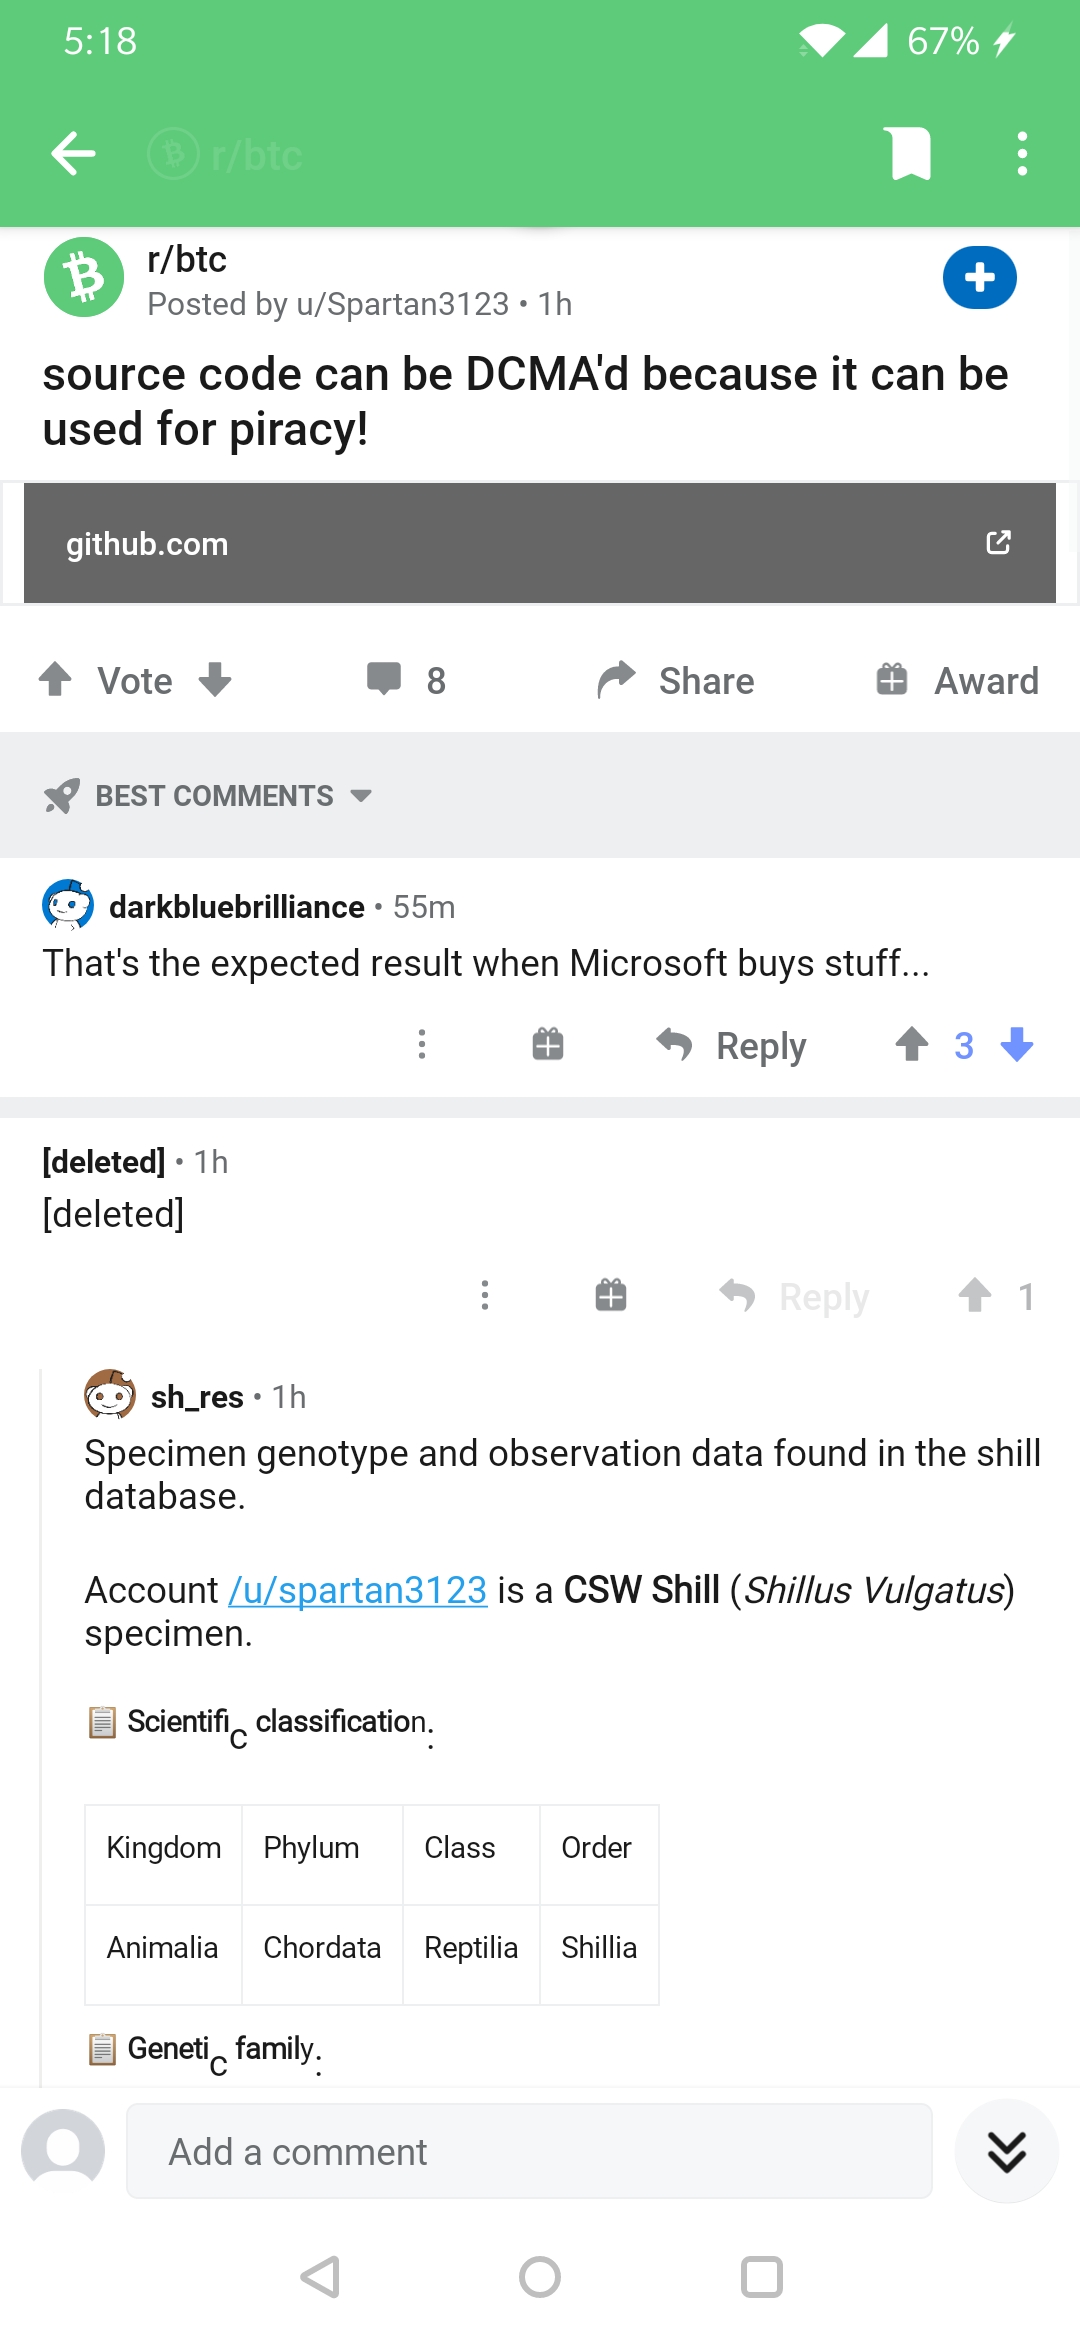 5:18
67%
r/btc
r/btc
Posted by u/Spartan3123 • 1h
source code can be DCMA'd because it can be
used for piracy!
github.com
Vote
8
Share
Award
BEST COMMENTS
darkbluebrilliance • 55m
That's the expected result when Microsoft buys stuff...
Reply
3
[deleted] • 1h
[deleted]
Reply
1
sh_res • 1h
Specimen genotype and observation data found in the shill
database.
Account /u/spartan3123 is a CSW Shill (Shillus Vulgatus)
specimen.
📋 Scientific classification:
Kingdom Phylum Class Order
Animalia Chordata Reptilia Shillia
📋 Genetic family:
Add a comment